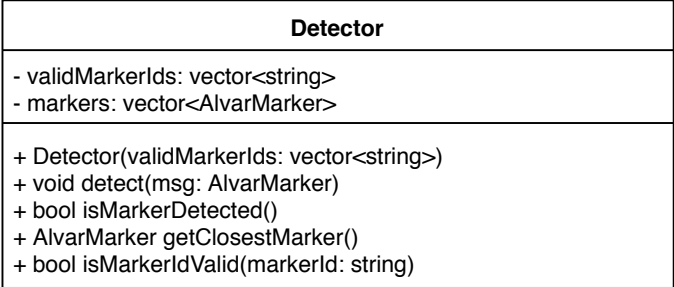 Detector
- validMarkerIds: vector<string>
- markers: vector<AlvarMarker>
+ Detector(validMarkerIds: vector<string>)
+ void detect(msg: AlvarMarker)
+ bool isMarkerDetected()
+ AlvarMarker getClosestMarker()
+ bool isMarkerIdValid(markerId: string)